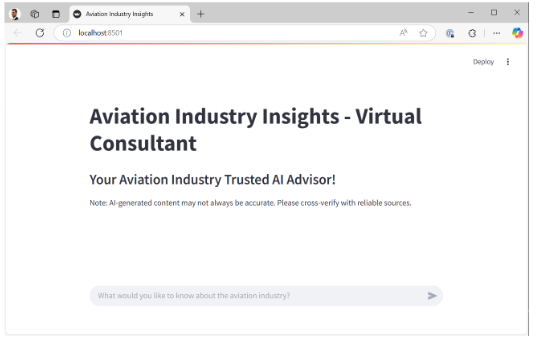 Aviation Industry Insights
localhost:8501
Deploy
Aviation Industry Insights - Virtual
Consultant
Your Aviation Industry Trusted AI Advisor!
Note: AI-generated content may not always be accurate. Please cross-verify with reliable sources.
What would you like to know about the aviation industry?